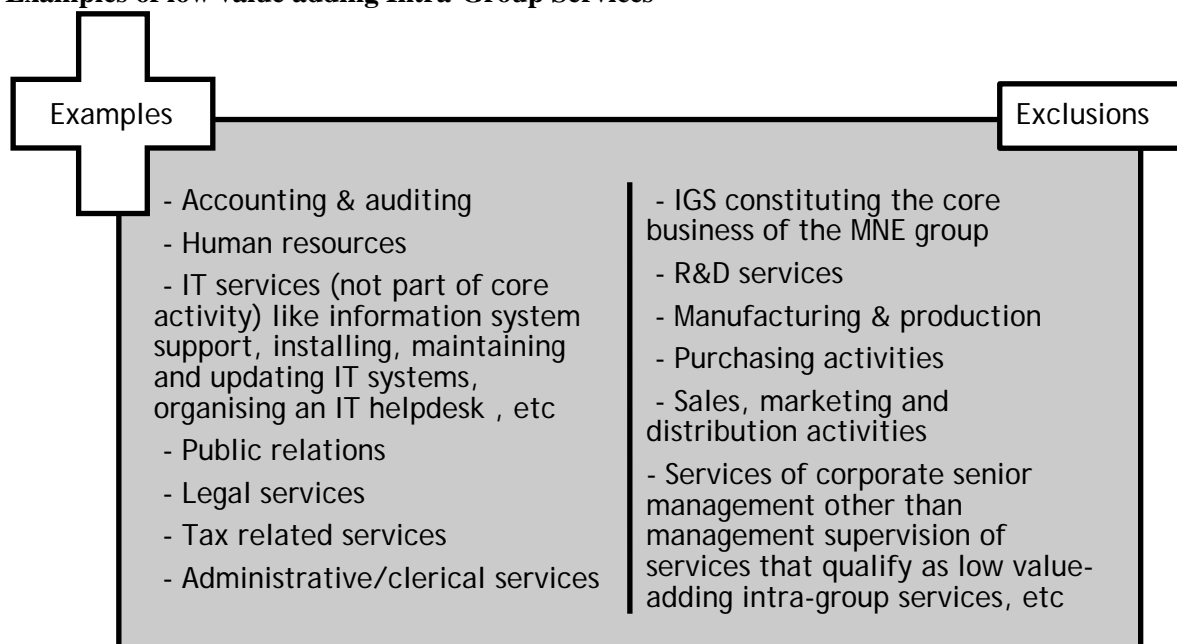 Examples of low value adding Intra-Group Services
Examples
Exclusions
- Accounting & auditing
- Human resources
- IT services (not part of core
activity) like information system
support, installing, maintaining
and updating IT systems,
organising an IT helpdesk , etc
- Public relations
- Legal services
- Tax related services
- Administrative/clerical services
- IGS constituting the core
business of the MNE group
- R&D services
- Manufacturing & production
- Purchasing activities
- Sales, marketing and
distribution activities
- Services of corporate senior
management other than
management supervision of
services that qualify as low value-
adding intra-group services, etc